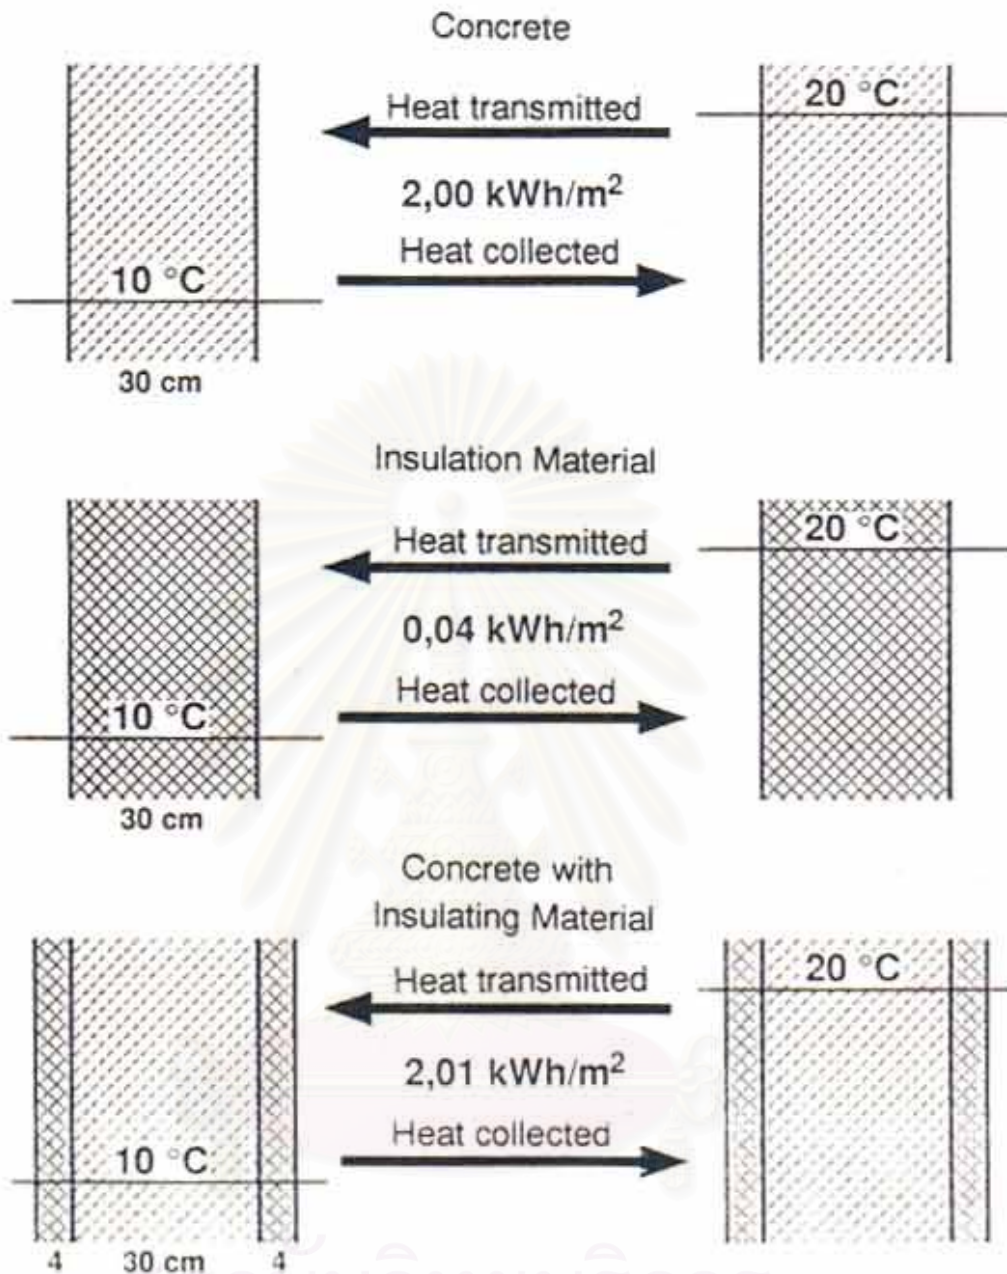 Concrete
Heat transmitted
20 °C
2,00 kWh/m²
Heat collected
10 °C
30 cm
Insulation Material
Heat transmitted
20 °C
0,04 kWh/m²
Heat collected
10 °C
30 cm
Concrete with
Insulating Material
Heat transmitted
20 °C
2,01 kWh/m²
Heat collected
10 °C
4 30 cm 4